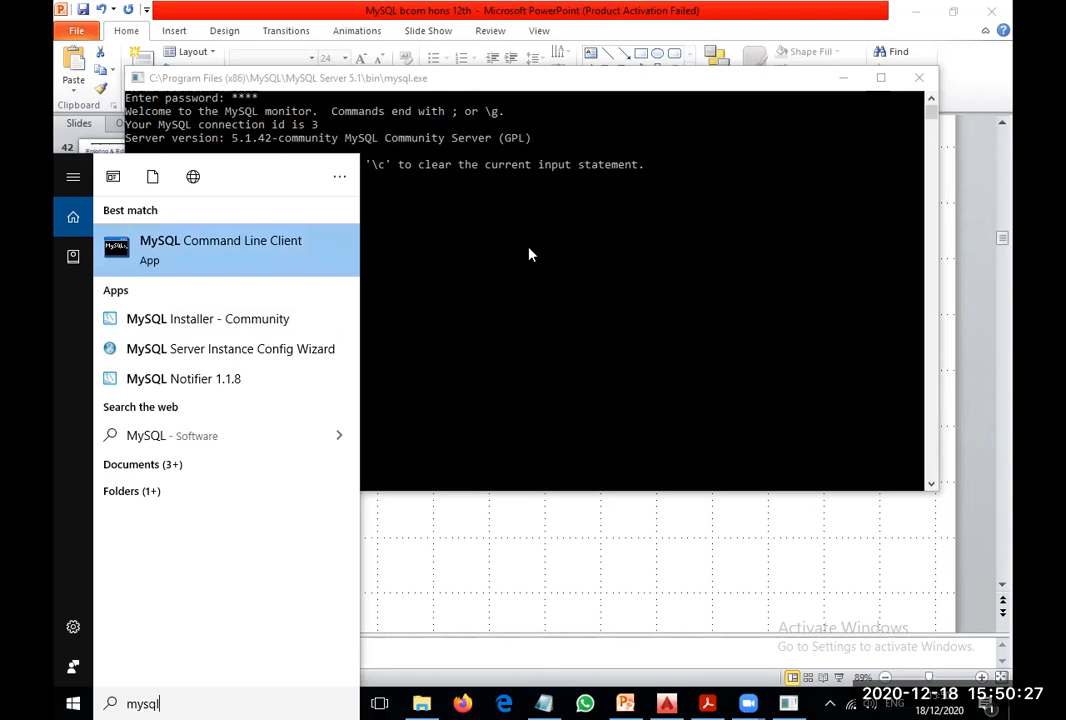 MySQL bcom hons 12th - Microsoft PowerPoint (Product Activation Failed)
File Home Insert Design Transitions Animations Slide Show Review View
Paste Layout 24 Shape Fill Find
Clipboard
Slides
42
C:\Program Files (x86)\MySQL\MySQL Server 5.1\bin\mysql.exe
Enter password: ****
Welcome to the MySQL monitor. Commands end with ; or \g.
Your MySQL connection id is 3
Server version: 5.1.42-community MySQL Community Server (GPL)
'\c' to clear the current input statement.
Best match
MySQL Command Line Client
App
Apps
MySQL Installer - Community
MySQL Server Instance Config Wizard
MySQL Notifier 1.1.8
Search the web
MySQL - Software
Documents (3+)
Folders (1+)
Activate Windows
Go to Settings to activate Windows.
89%
mysql
ENG
2020-12-18 15:50:27
18/12/2020